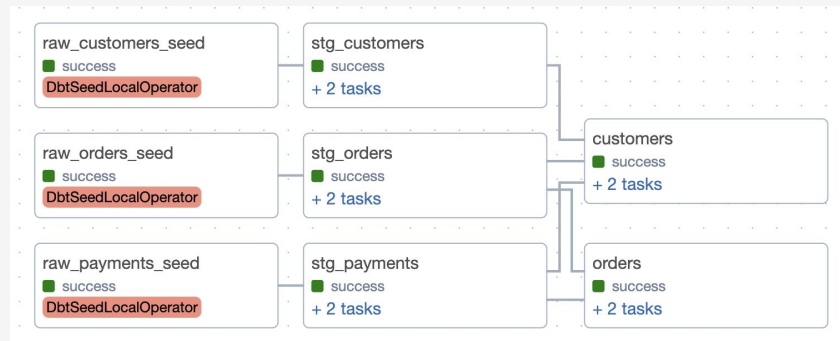 raw_customers_seed
success
DbtSeedLocalOperator
stg_customers
success
+ 2 tasks
raw_orders_seed
success
DbtSeedLocalOperator
stg_orders
success
+ 2 tasks
customers
success
+ 2 tasks
raw_payments_seed
success
DbtSeedLocalOperator
stg_payments
success
+ 2 tasks
orders
success
+ 2 tasks